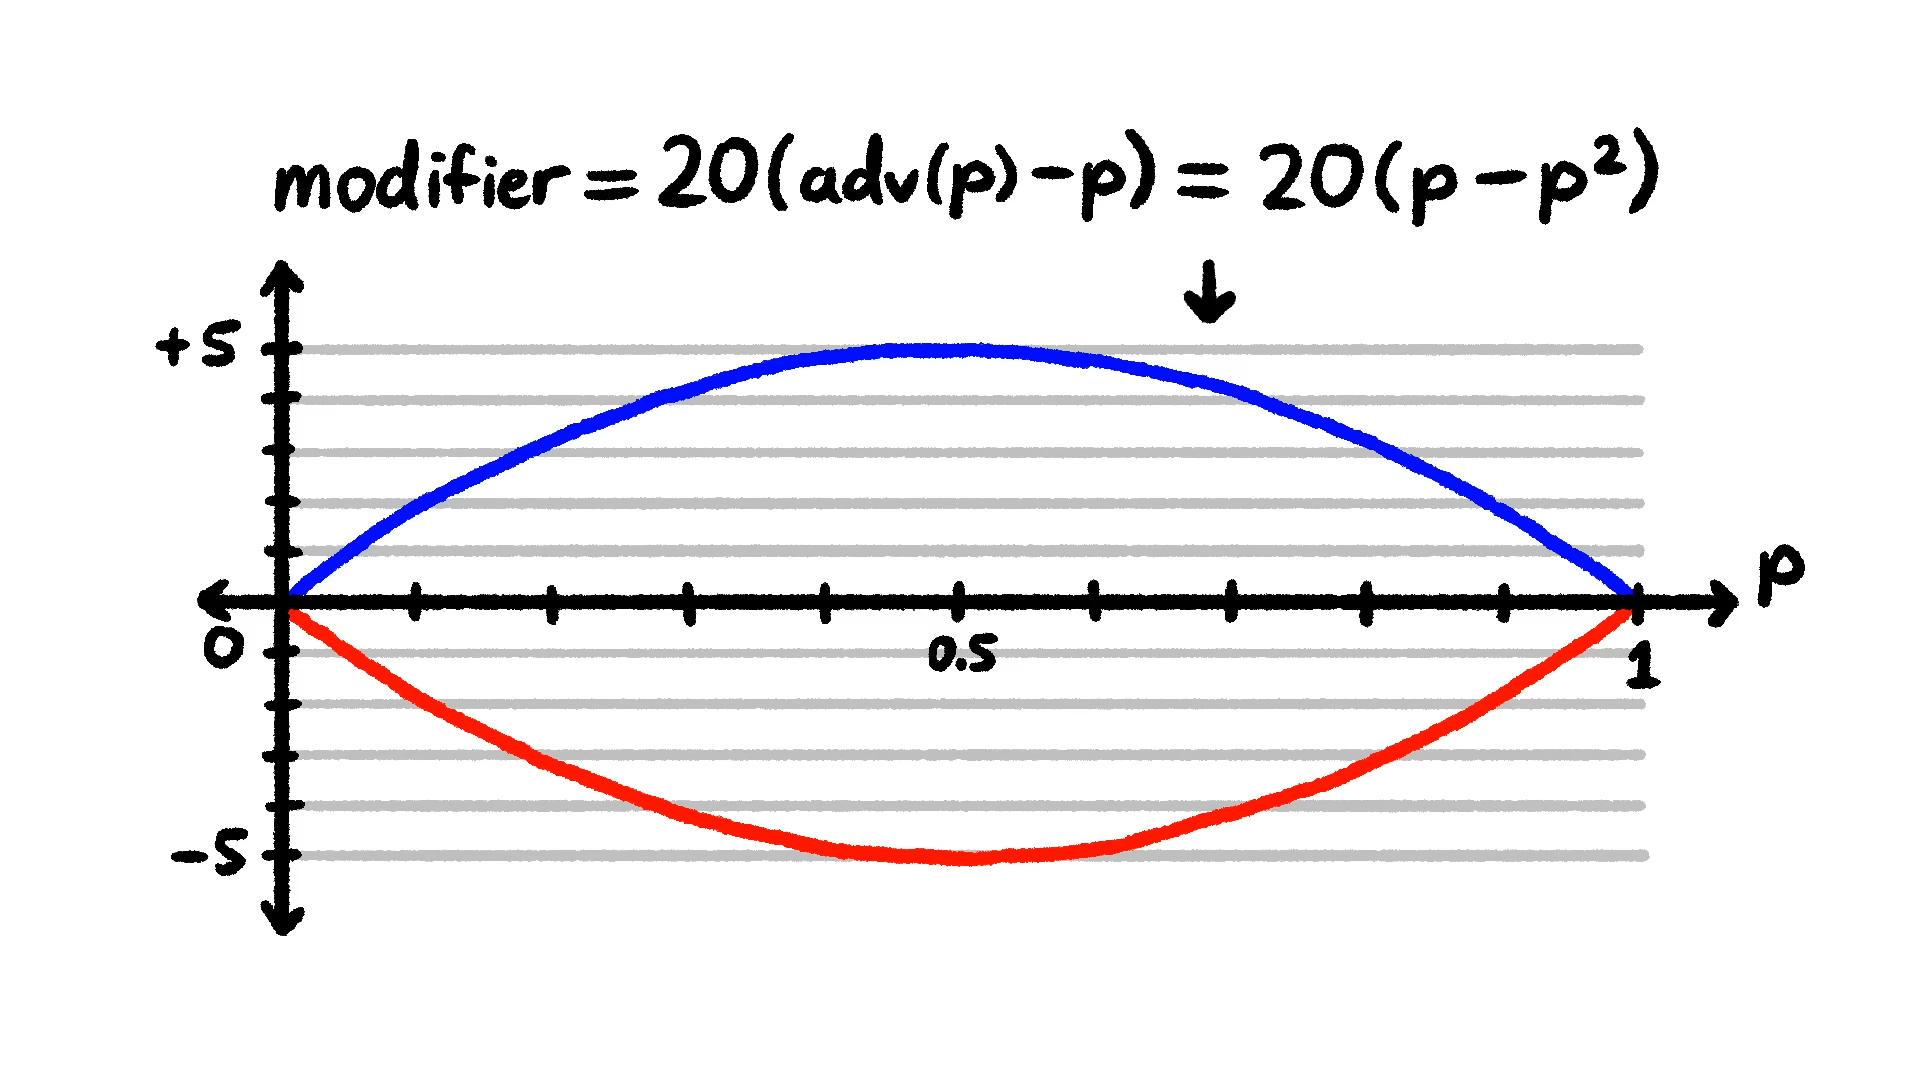 modifier = 20(adv(p)-p) = 20(p-p²)
+5
p
0
0.5
1
-5